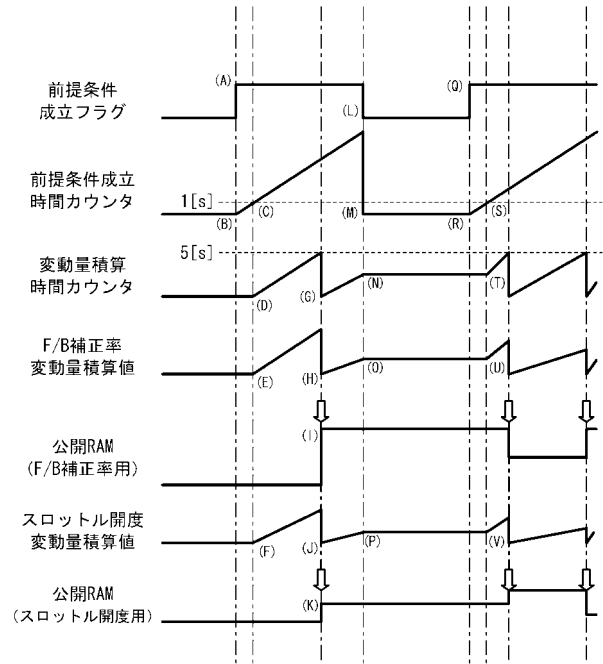 (A)
(Q)
前提条件
成立フラグ
(L)
前提条件成立
時間カウンタ
1[s]
(C)
(S)
(B)
(M)
(R)
5[s]
変動量積算
時間カウンタ
(D)
(G)
(N)
(T)
F/B補正率
変動量積算値
(E)
(H)
(O)
(U)
公開RAM
(F/B補正率用)
(I)
スロットル開度
変動量積算値
(F)
(J)
(P)
(V)
公開RAM
(スロットル開度用)
(K)